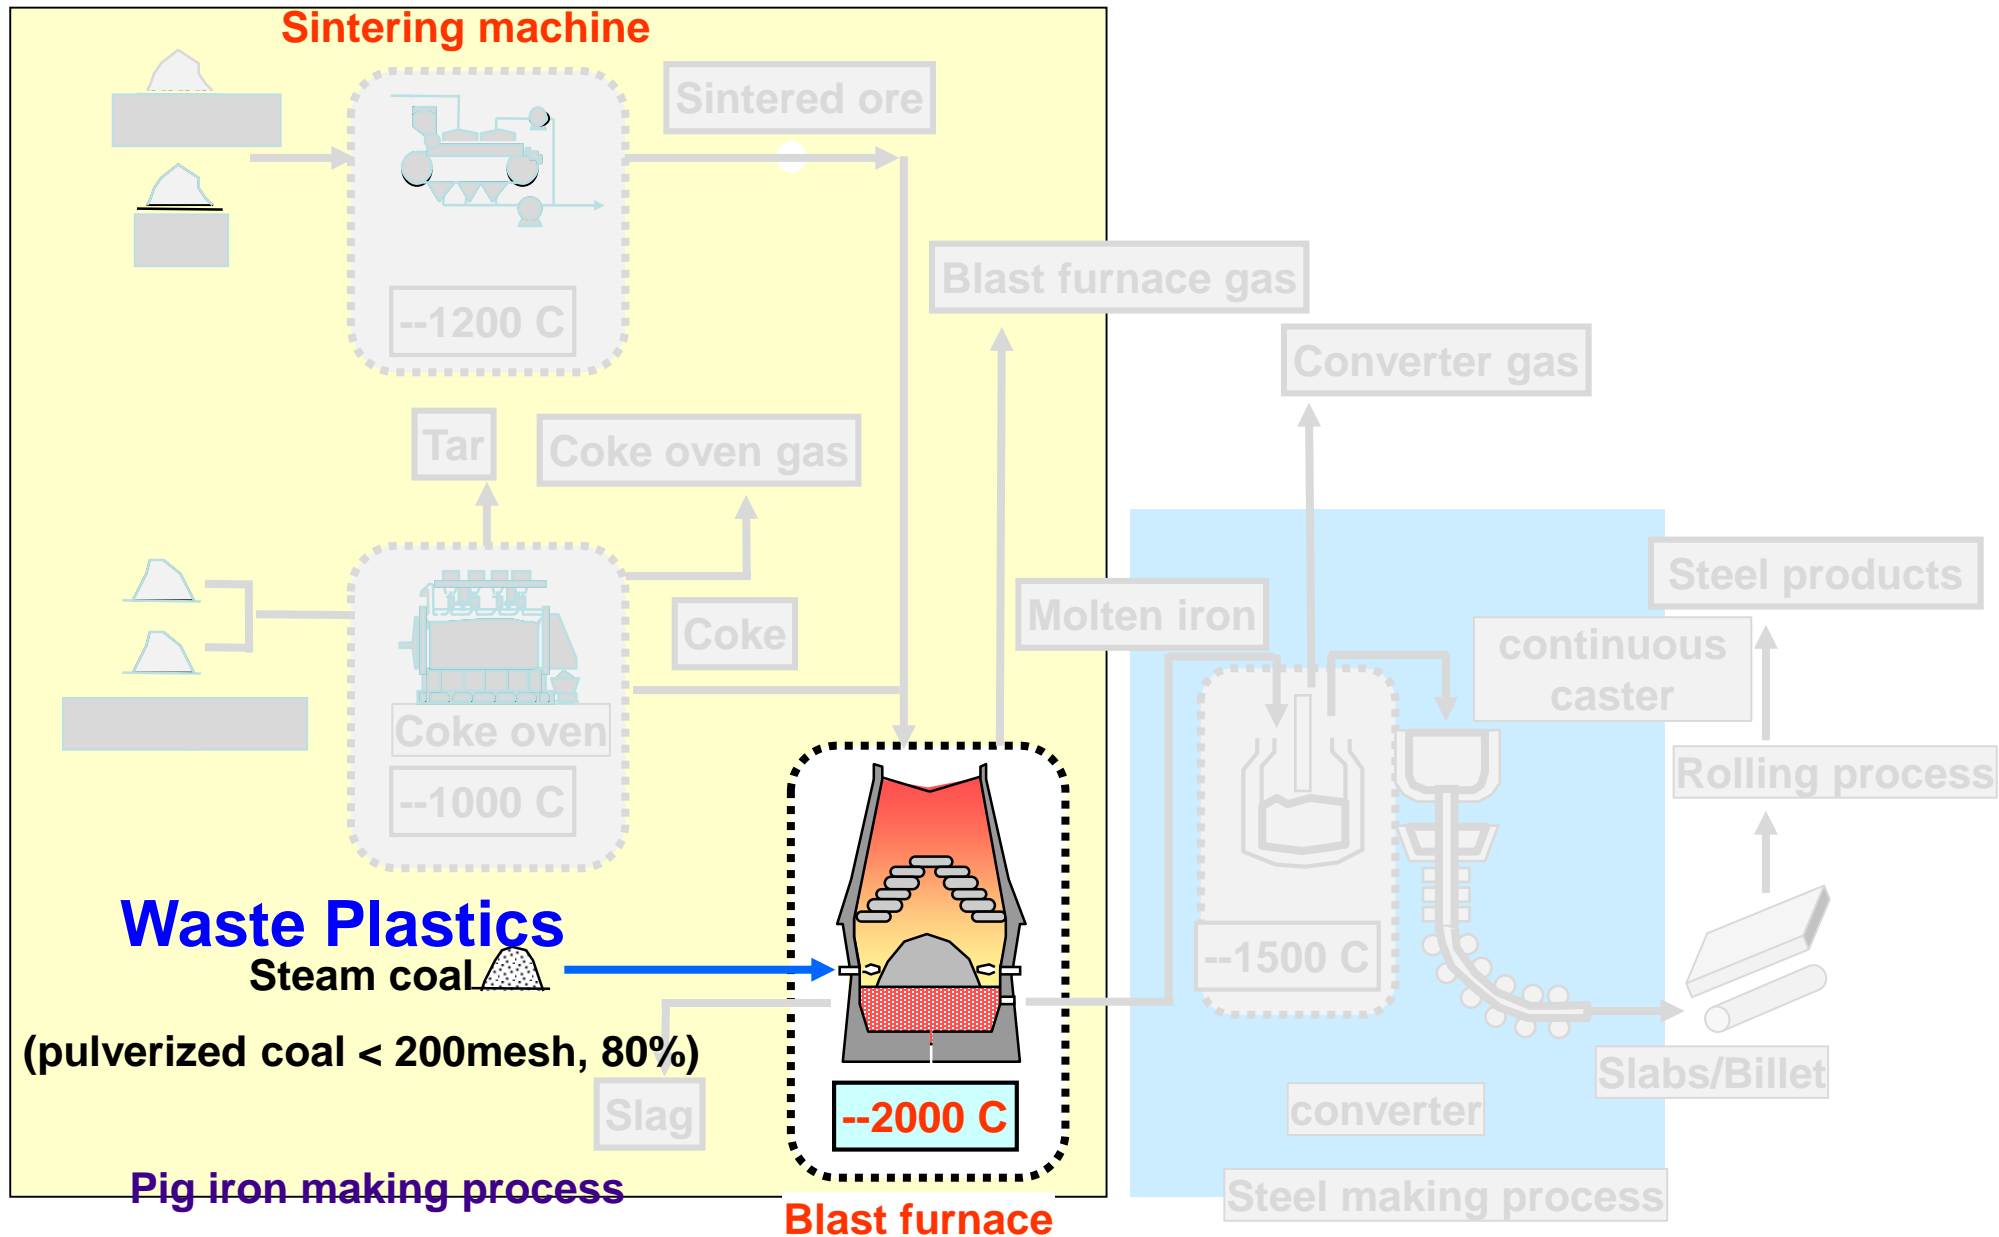 Sintering machine
Sintered ore
--1200 C
Blast furnace gas
Converter gas
Tar
Coke oven gas
Steel products
Molten iron
Coke
continuous
caster
Coke oven
--1000 C
Rolling process
Waste Plastics
Steam coal
(pulverized coal < 200mesh, 80%)
--1500 C
Slabs/Billet
Slag
--2000 C
converter
Pig iron making process
Blast furnace
Steel making process